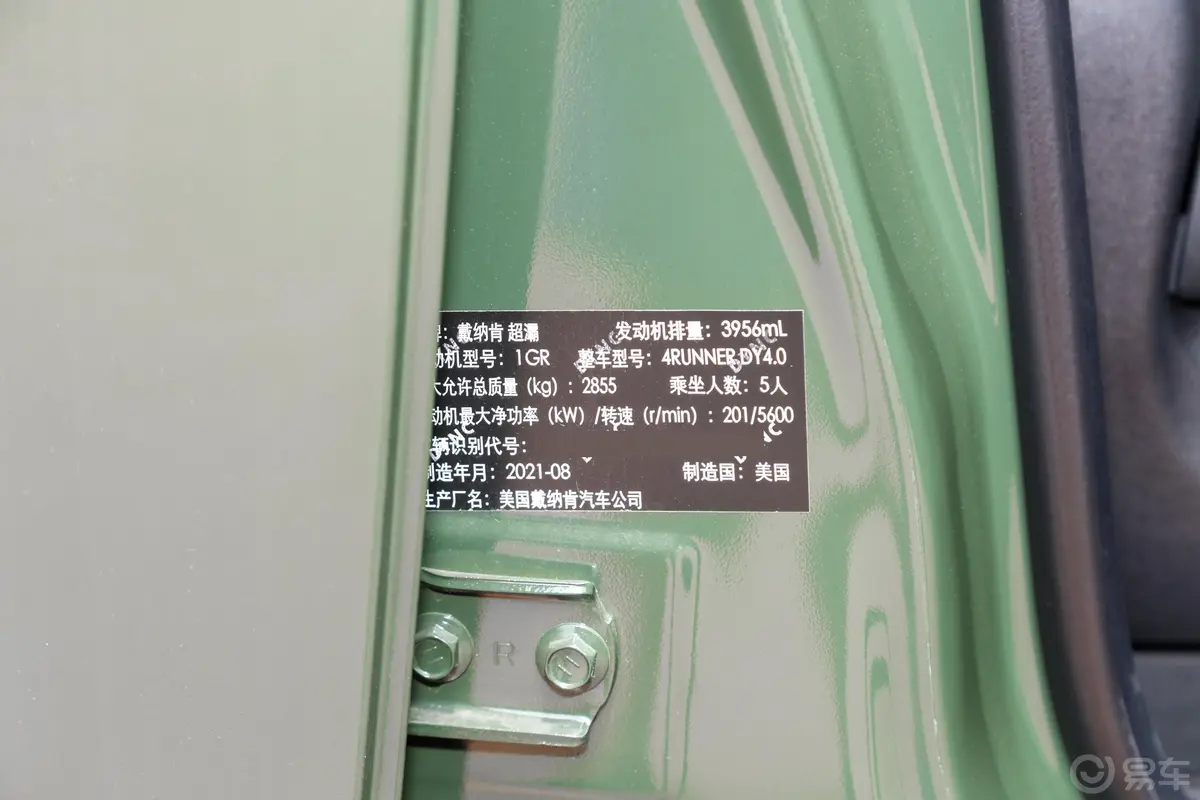 牌：戴纳肯 超灞 发动机排量：3956mL
动机型号：1GR 整车型号：4RUNNER.DY4.0
大允许总质量（kg）：2855 乘坐人数：5人
动机最大净功率（kW）/转速（r/min）：201/5600
辆识别代号：
制造年月：2021-08 制造国：美国
生产厂名：美国戴纳肯汽车公司
R
易车